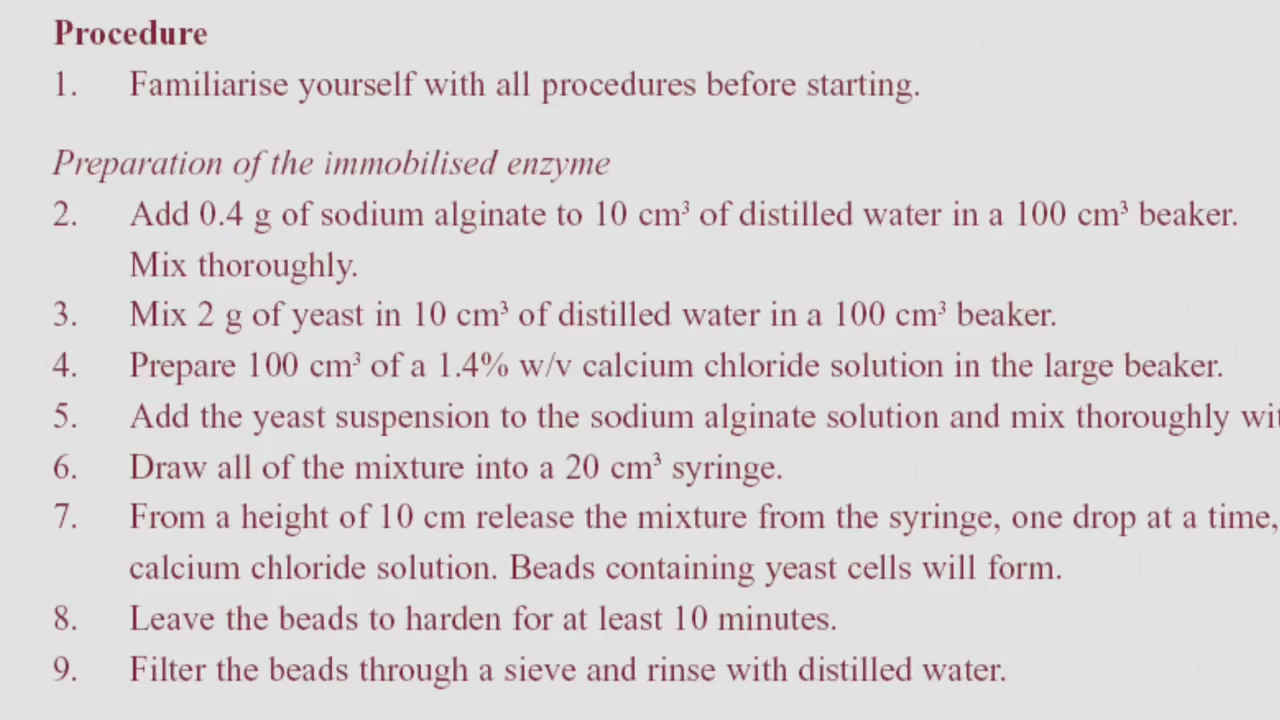 Procedure
1. Familiarise yourself with all procedures before starting.
Preparation of the immobilised enzyme
2. Add 0.4 g of sodium alginate to 10 cm³ of distilled water in a 100 cm³ beaker.
Mix thoroughly.
3. Mix 2 g of yeast in 10 cm³ of distilled water in a 100 cm³ beaker.
4. Prepare 100 cm³ of a 1.4% w/v calcium chloride solution in the large beaker.
5. Add the yeast suspension to the sodium alginate solution and mix thoroughly
6. Draw all of the mixture into a 20 cm³ syringe.
7. From a height of 10 cm release the mixture from the syringe, one drop at a time,
calcium chloride solution. Beads containing yeast cells will form.
8. Leave the beads to harden for at least 10 minutes.
9. Filter the beads through a sieve and rinse with distilled water.